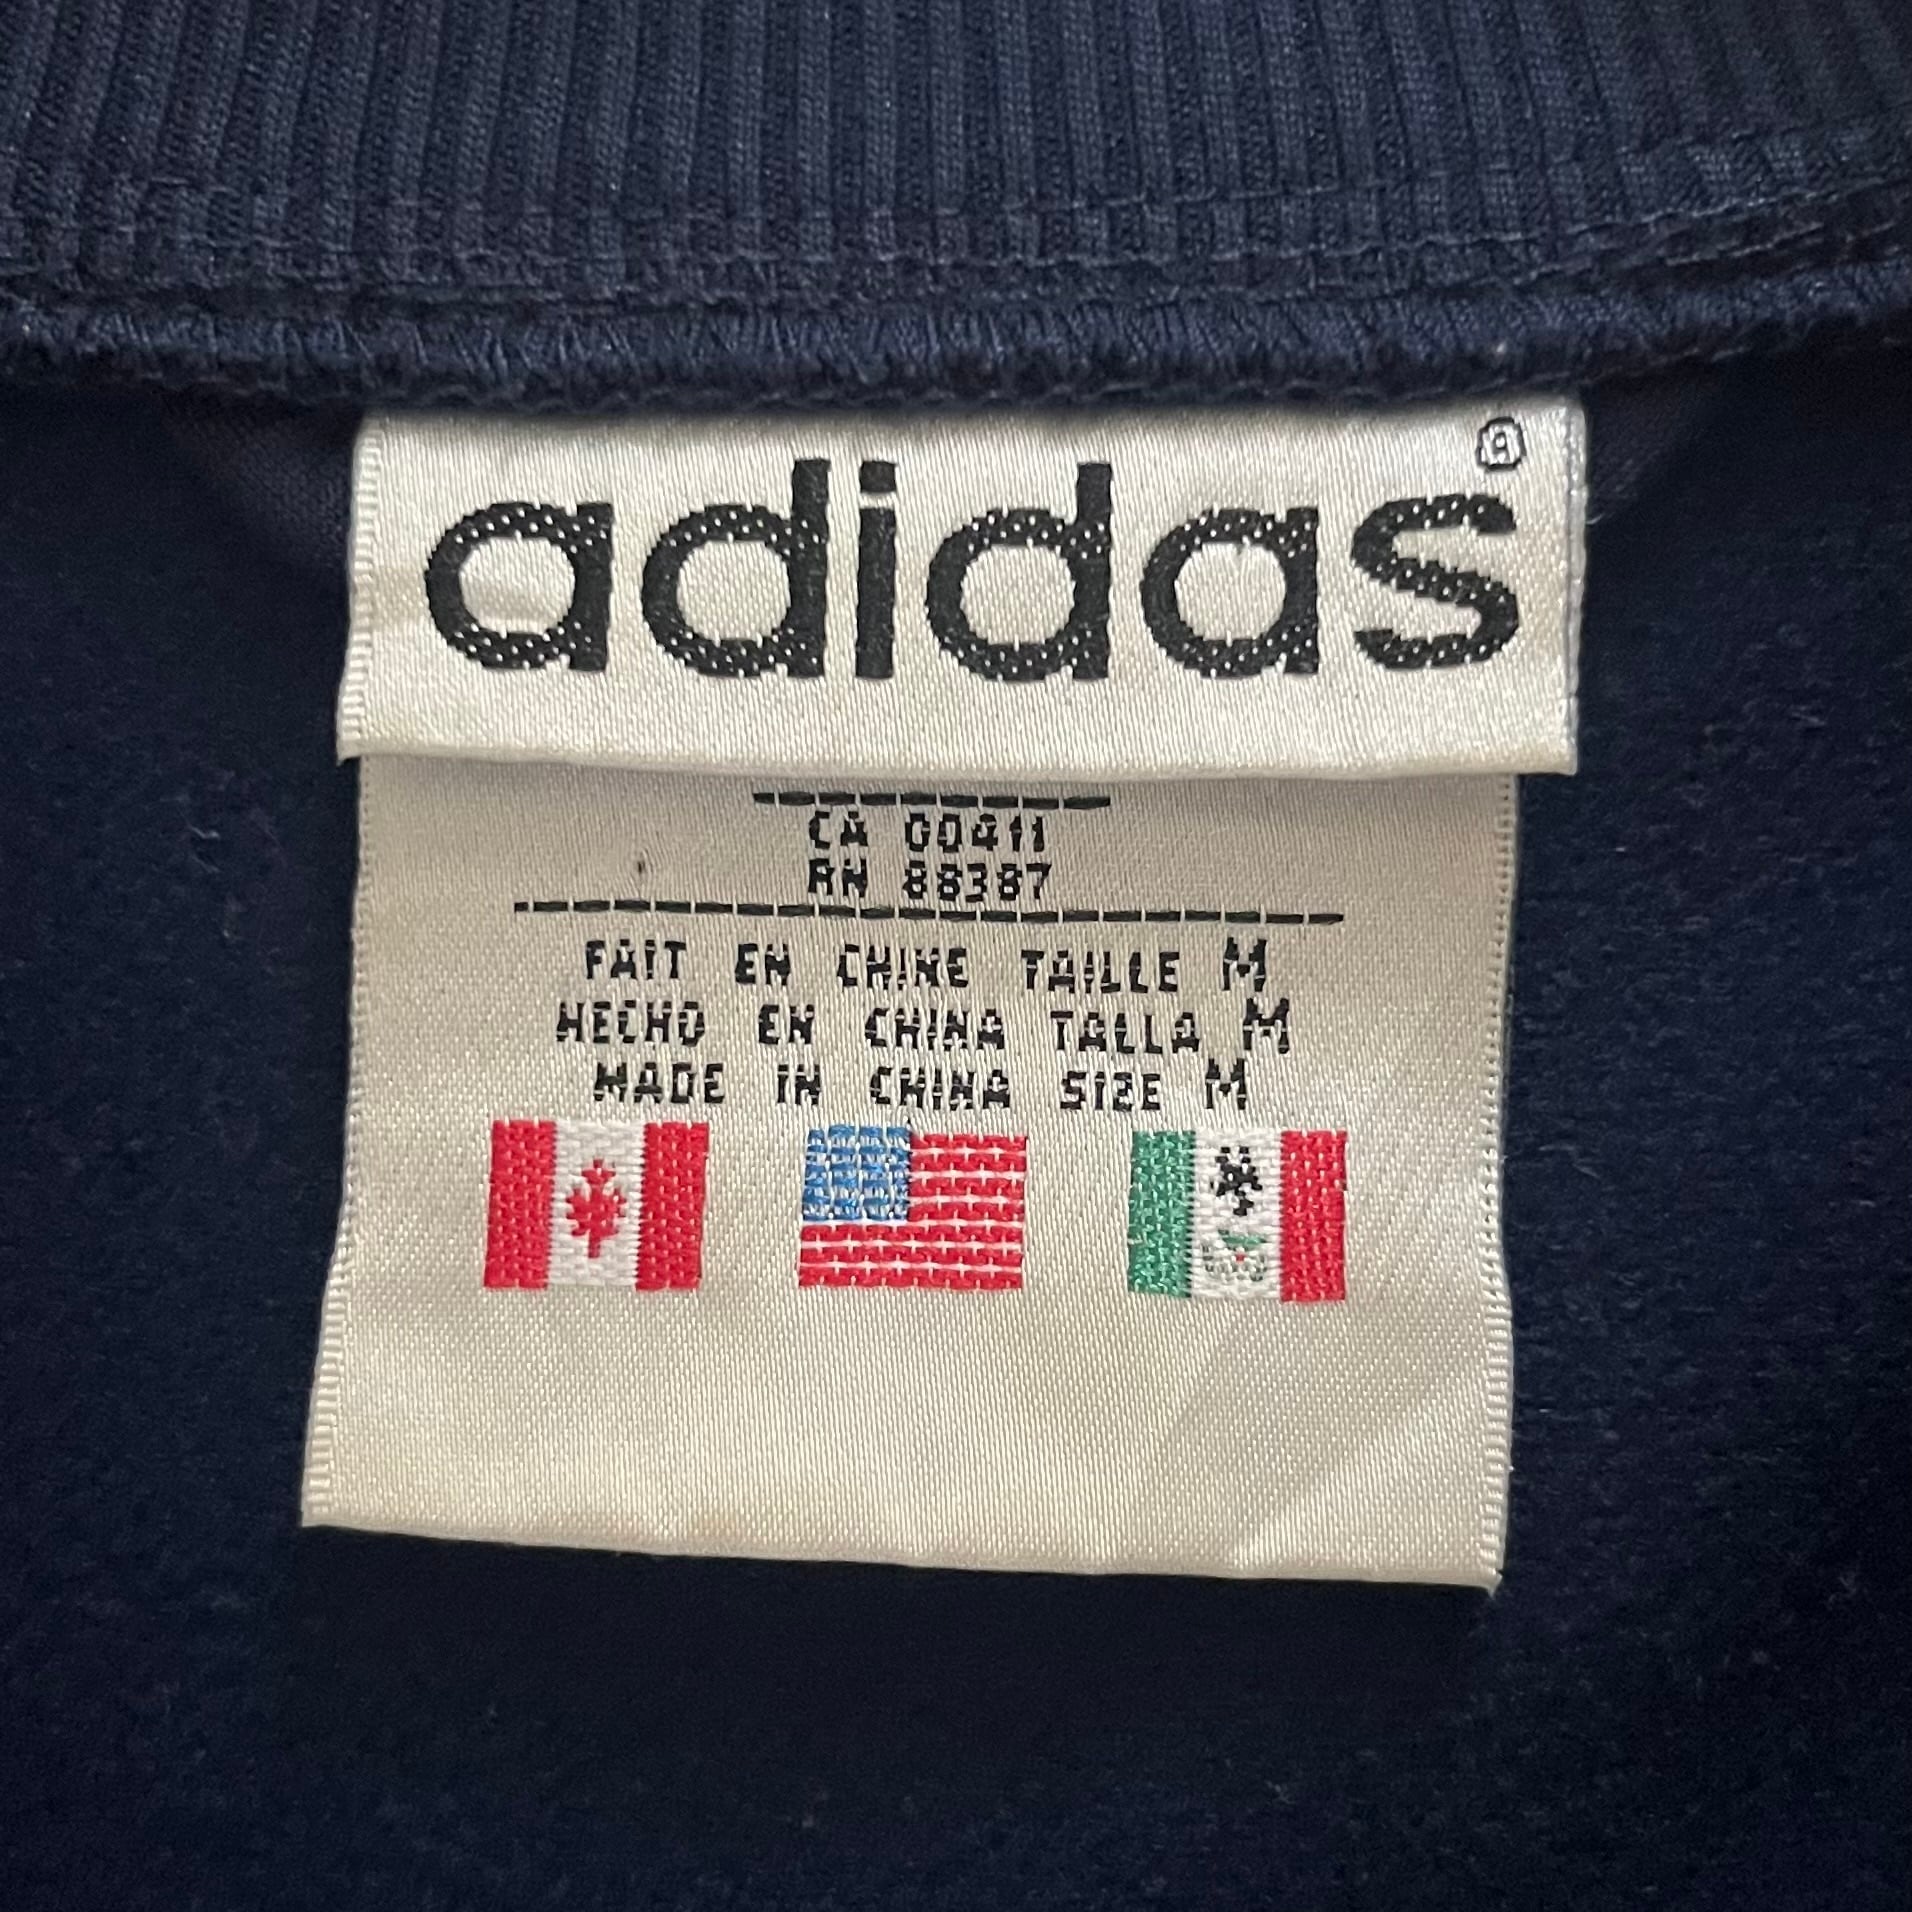 adidas®
CA 00411
RN 88387
FAIT EN CHINE TAILLE M
HECHO EN CHINA TALLA M
MADE IN CHINA SIZE M